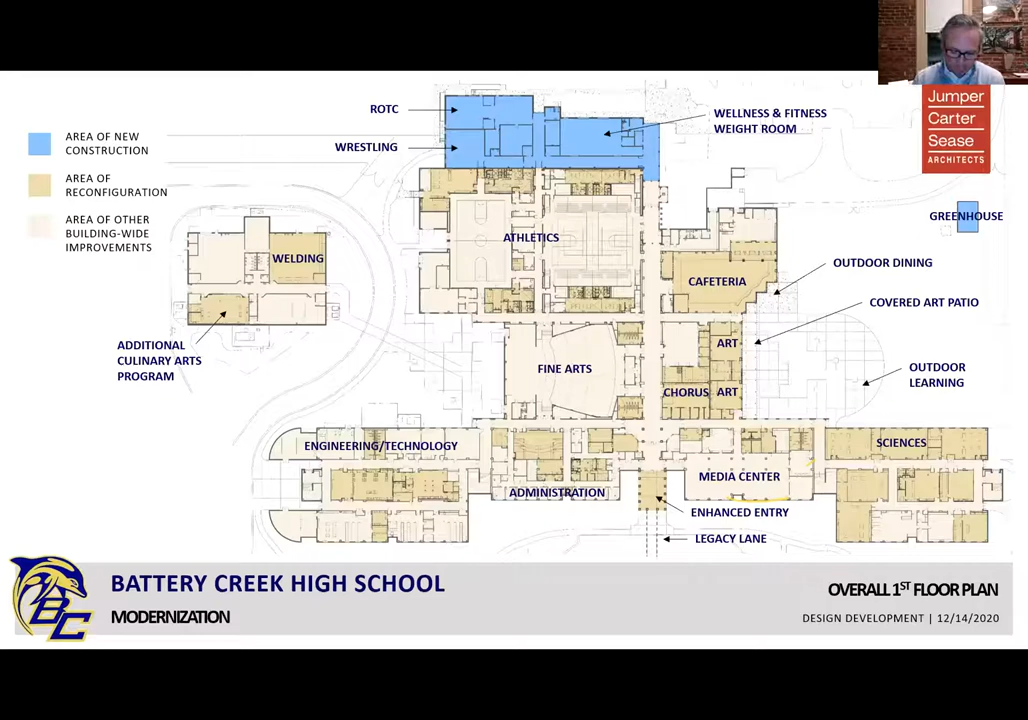 Jumper
Carter
Sease
ARCHITECTS
AREA OF NEW
CONSTRUCTION
AREA OF
RECONFIGURATION
AREA OF OTHER
BUILDING-WIDE
IMPROVEMENTS
ROTC
WRESTLING
WELLNESS & FITNESS
WEIGHT ROOM
GREENHOUSE
ATHLETICS
WELDING
CAFETERIA
OUTDOOR DINING
COVERED ART PATIO
ADDITIONAL
CULINARY ARTS
PROGRAM
FINE ARTS
ART
CHORUS
ART
OUTDOOR
LEARNING
ENGINEERING/TECHNOLOGY
SCIENCES
ADMINISTRATION
MEDIA CENTER
ENHANCED ENTRY
LEGACY LANE
BC
BATTERY CREEK HIGH SCHOOL
MODERNIZATION
OVERALL 1ST FLOOR PLAN
DESIGN DEVELOPMENT | 12/14/2020